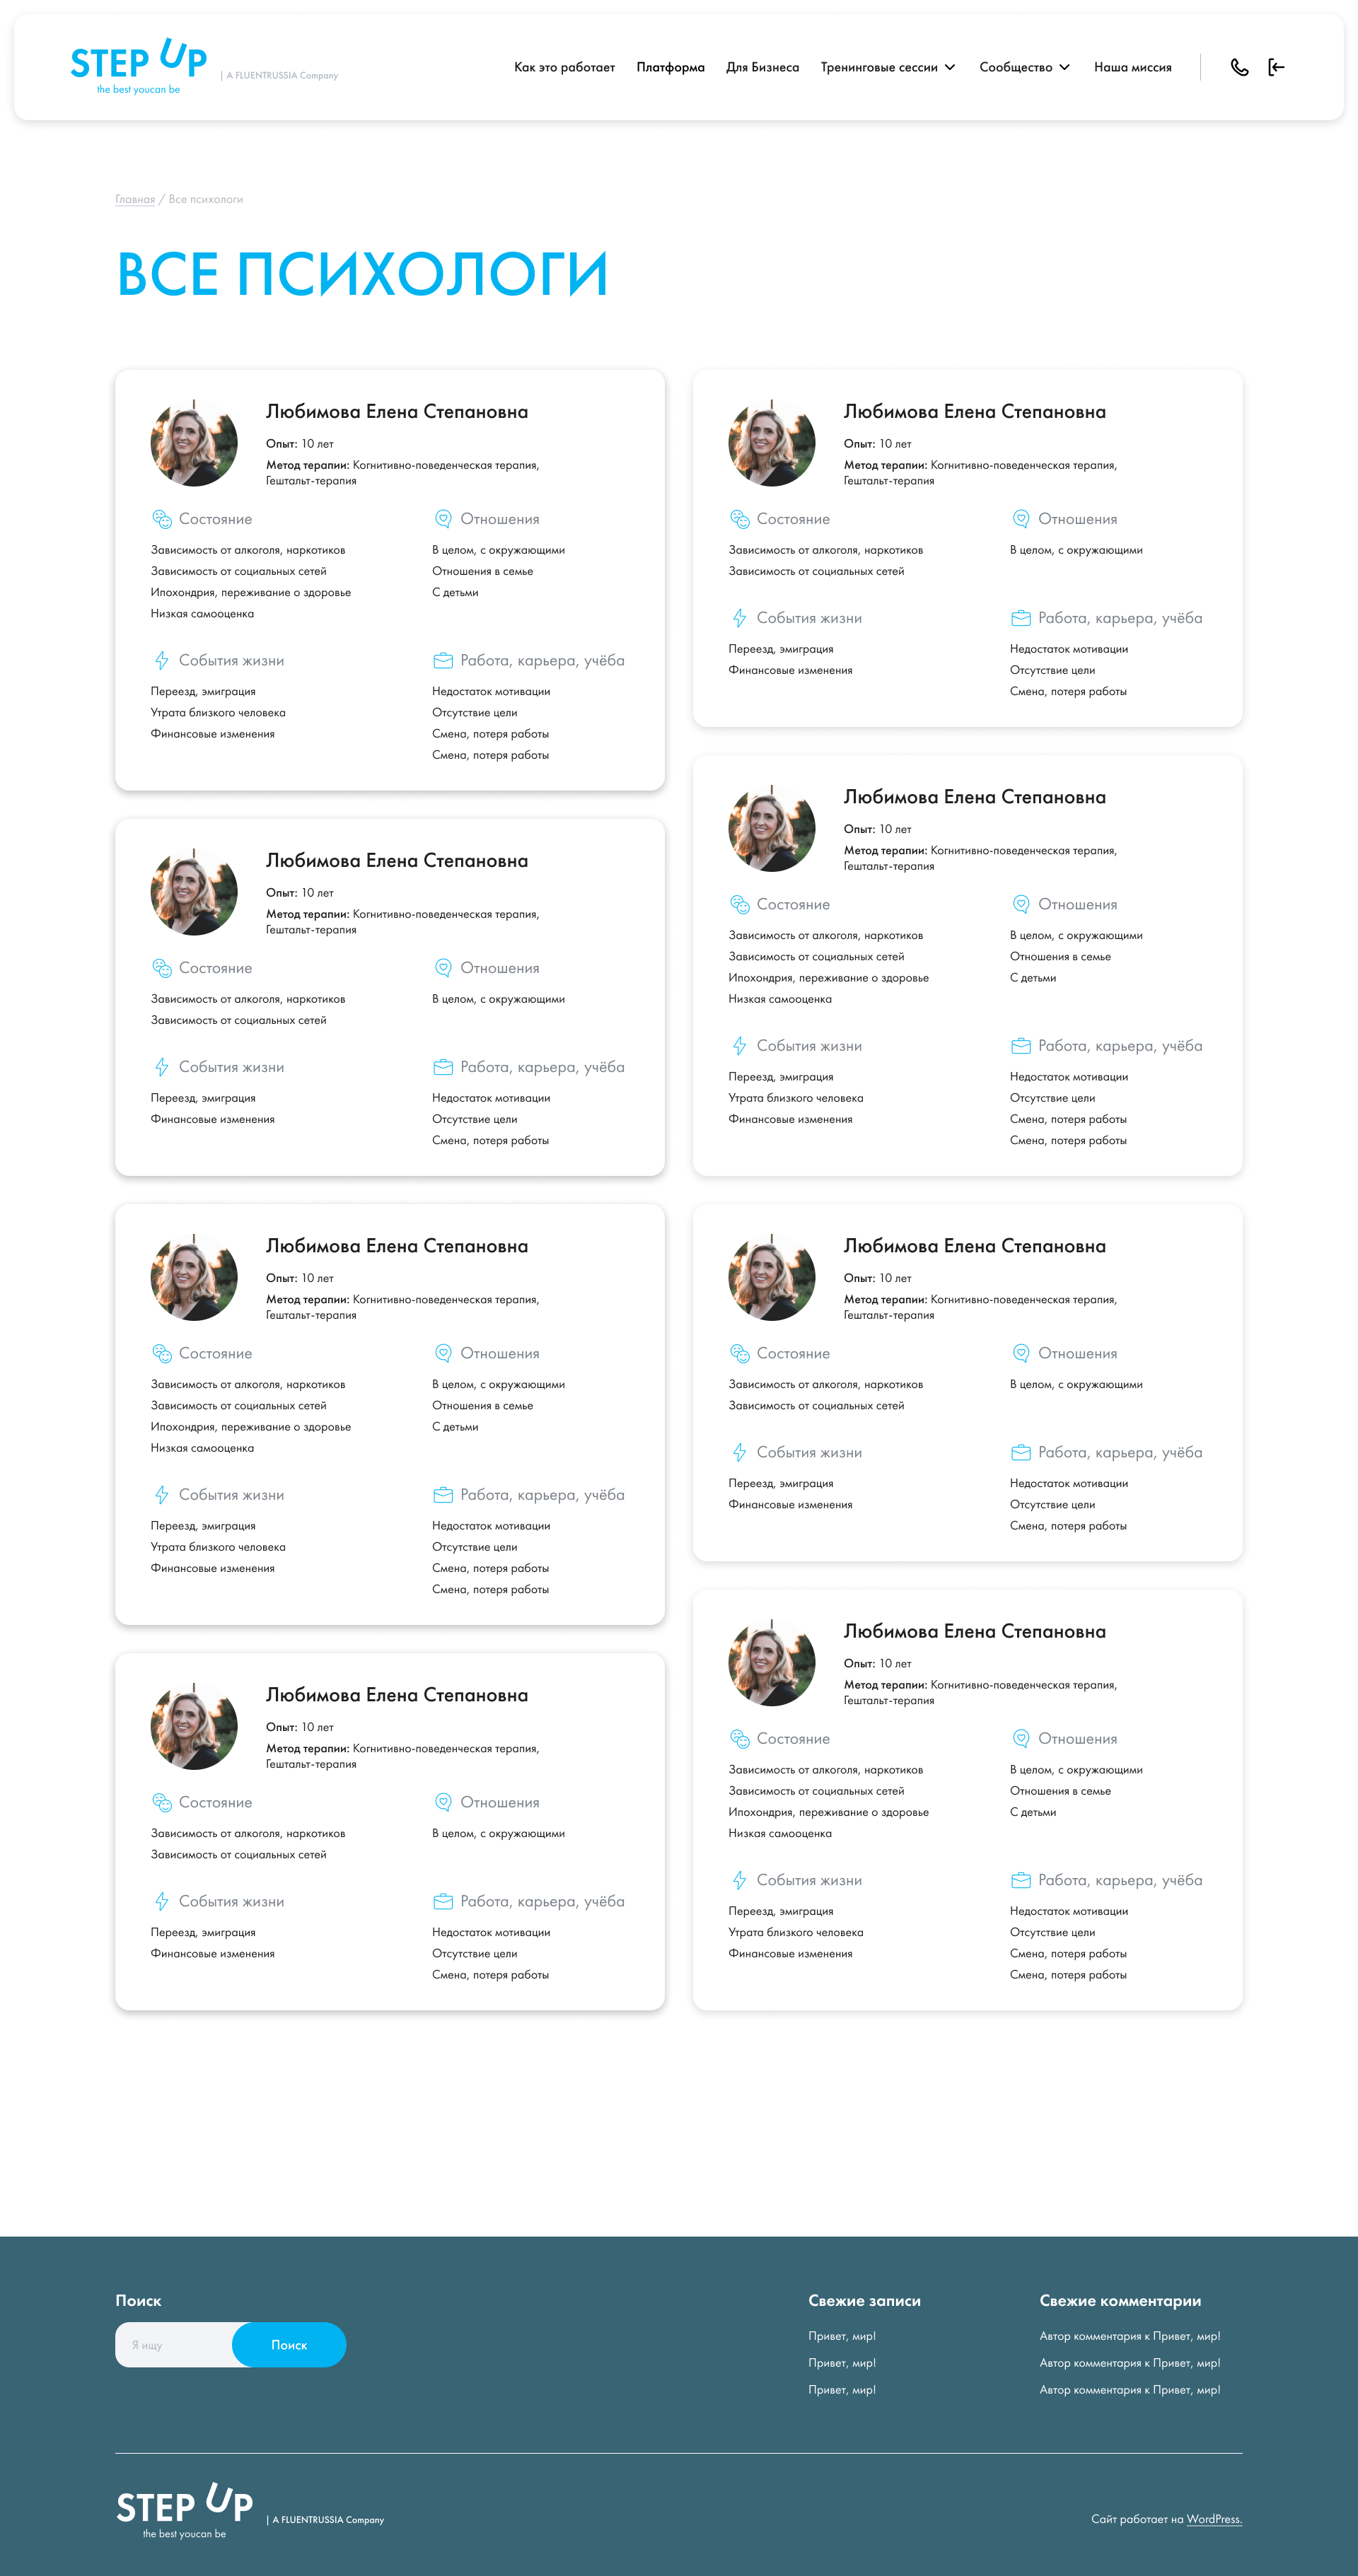 STEP UP
the best youcan be
| A FLUENTRUSSIA Company
Как это работает
Платформа
Для Бизнеса
Тренинговые сессии
Сообщество
Наша миссия
Главная / Все психологи
ВСЕ ПСИХОЛОГИ
Любимова Елена Степановна
Опыт: 10 лет
Метод терапии: Когнитивно-поведенческая терапия,
Гештальт-терапия
Состояние
Зависимость от алкоголя, наркотиков
Зависимость от социальных сетей
Ипохондрия, переживание о здоровье
Низкая самооценка
Отношения
В целом, с окружающими
Отношения в семье
С детьми
События жизни
Переезд, эмиграция
Утрата близкого человека
Финансовые изменения
Работа, карьера, учёба
Недостаток мотивации
Отсутствие цели
Смена, потеря работы
Смена, потеря работы
Любимова Елена Степановна
Опыт: 10 лет
Метод терапии: Когнитивно-поведенческая терапия,
Гештальт-терапия
Состояние
Зависимость от алкоголя, наркотиков
Зависимость от социальных сетей
Отношения
В целом, с окружающими
События жизни
Переезд, эмиграция
Финансовые изменения
Работа, карьера, учёба
Недостаток мотивации
Отсутствие цели
Смена, потеря работы
Любимова Елена Степановна
Опыт: 10 лет
Метод терапии: Когнитивно-поведенческая терапия,
Гештальт-терапия
Состояние
Зависимость от алкоголя, наркотиков
Зависимость от социальных сетей
Отношения
В целом, с окружающими
События жизни
Переезд, эмиграция
Финансовые изменения
Работа, карьера, учёба
Недостаток мотивации
Отсутствие цели
Смена, потеря работы
Любимова Елена Степановна
Опыт: 10 лет
Метод терапии: Когнитивно-поведенческая терапия,
Гештальт-терапия
Состояние
Зависимость от алкоголя, наркотиков
Зависимость от социальных сетей
Ипохондрия, переживание о здоровье
Низкая самооценка
Отношения
В целом, с окружающими
Отношения в семье
С детьми
События жизни
Переезд, эмиграция
Утрата близкого человека
Финансовые изменения
Работа, карьера, учёба
Недостаток мотивации
Отсутствие цели
Смена, потеря работы
Смена, потеря работы
Любимова Елена Степановна
Опыт: 10 лет
Метод терапии: Когнитивно-поведенческая терапия,
Гештальт-терапия
Состояние
Зависимость от алкоголя, наркотиков
Зависимость от социальных сетей
Ипохондрия, переживание о здоровье
Низкая самооценка
Отношения
В целом, с окружающими
Отношения в семье
С детьми
События жизни
Переезд, эмиграция
Утрата близкого человека
Финансовые изменения
Работа, карьера, учёба
Недостаток мотивации
Отсутствие цели
Смена, потеря работы
Смена, потеря работы
Любимова Елена Степановна
Опыт: 10 лет
Метод терапии: Когнитивно-поведенческая терапия,
Гештальт-терапия
Состояние
Зависимость от алкоголя, наркотиков
Зависимость от социальных сетей
Отношения
В целом, с окружающими
События жизни
Переезд, эмиграция
Финансовые изменения
Работа, карьера, учёба
Недостаток мотивации
Отсутствие цели
Смена, потеря работы
Любимова Елена Степановна
Опыт: 10 лет
Метод терапии: Когнитивно-поведенческая терапия,
Гештальт-терапия
Состояние
Зависимость от алкоголя, наркотиков
Зависимость от социальных сетей
Отношения
В целом, с окружающими
События жизни
Переезд, эмиграция
Финансовые изменения
Работа, карьера, учёба
Недостаток мотивации
Отсутствие цели
Смена, потеря работы
Любимова Елена Степановна
Опыт: 10 лет
Метод терапии: Когнитивно-поведенческая терапия,
Гештальт-терапия
Состояние
Зависимость от алкоголя, наркотиков
Зависимость от социальных сетей
Ипохондрия, переживание о здоровье
Низкая самооценка
Отношения
В целом, с окружающими
Отношения в семье
С детьми
События жизни
Переезд, эмиграция
Утрата близкого человека
Финансовые изменения
Работа, карьера, учёба
Недостаток мотивации
Отсутствие цели
Смена, потеря работы
Смена, потеря работы
Поиск
Я ищу
Поиск
Свежие записи
Привет, мир!
Привет, мир!
Привет, мир!
Свежие комментарии
Автор комментария к Привет, мир!
Автор комментария к Привет, мир!
Автор комментария к Привет, мир!
STEP UP
the best youcan be
| A FLUENTRUSSIA Company
Сайт работает на WordPress.